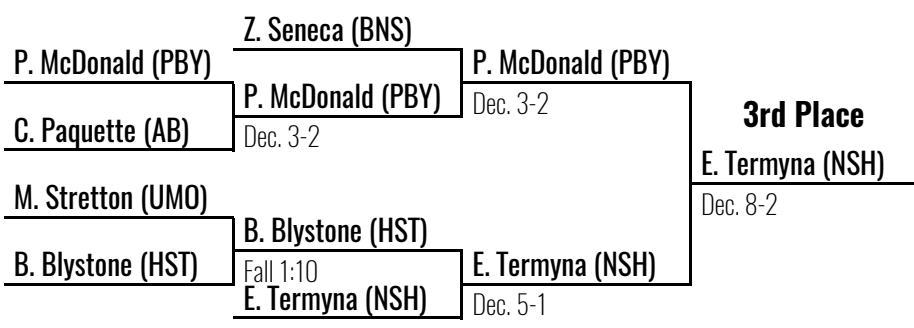 Z. Seneca (BNS)
P. McDonald (PBY)
P. McDonald (PBY)
P. McDonald (PBY)
Dec. 3-2
3rd Place
C. Paquette (AB)
Dec. 3-2
E. Termyna (NSH)
M. Stretton (UMO)
Dec. 8-2
B. Blystone (HST)
B. Blystone (HST)
Fall 1:10
E. Termyna (NSH)
E. Termyna (NSH)
Dec. 5-1